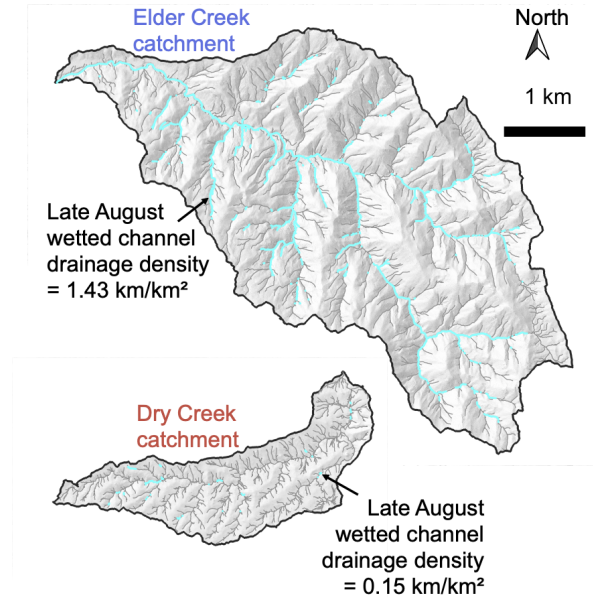 Elder Creek
catchment
North
1 km
Late August
wetted channel
drainage density
= 1.43 km/km²
Dry Creek
catchment
Late August
wetted channel
drainage density
= 0.15 km/km²